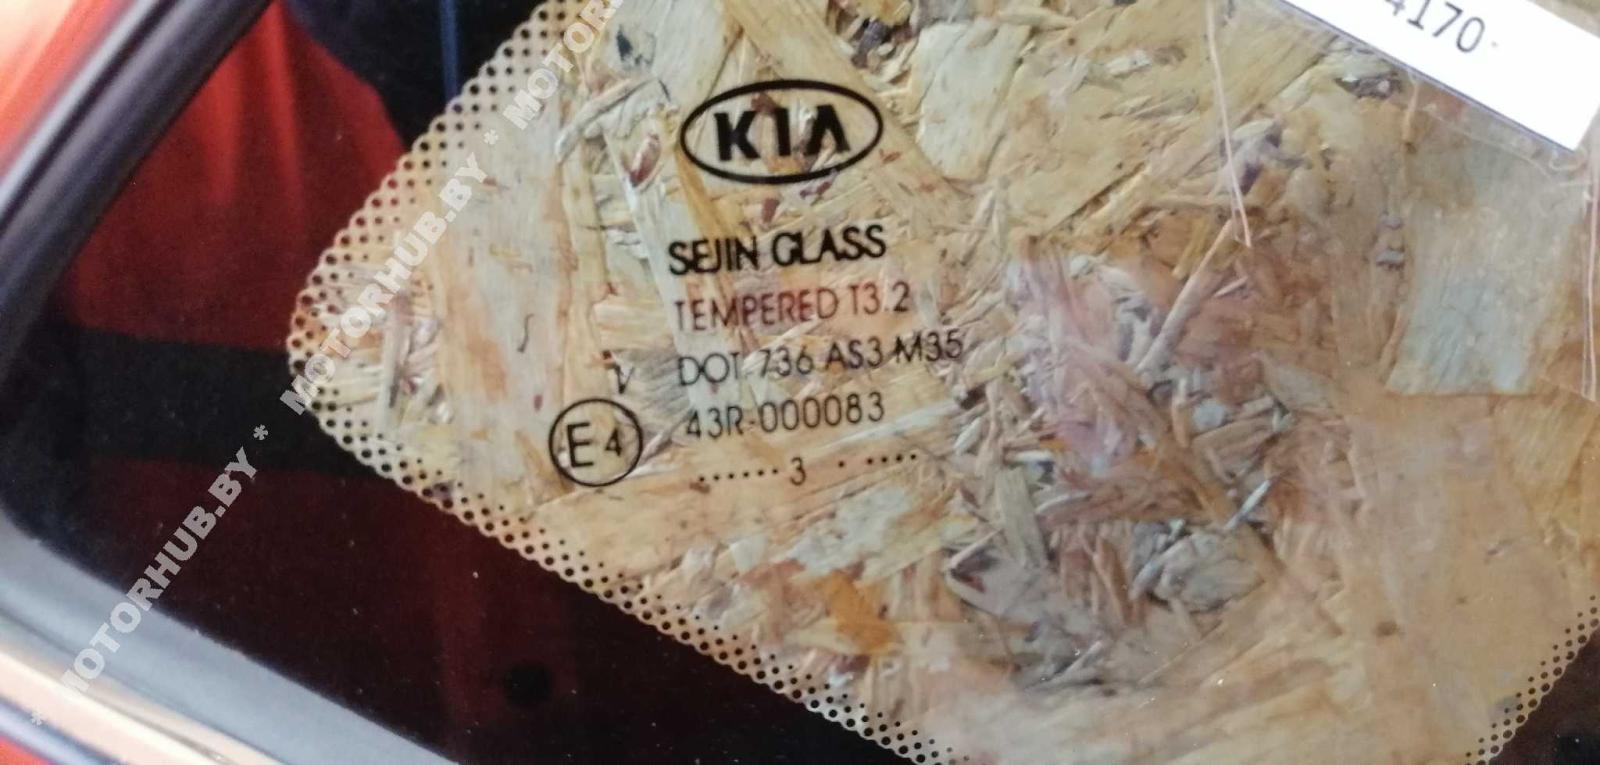 4170
KIA
SEJIN GLASS
TEMPERED T3.2
DOT 736 AS3 M35
V
43R-000083
E4
.......3 . ....
* MOTORHUB.BY * MOTORHUB.BY * MOTORHUB.BY